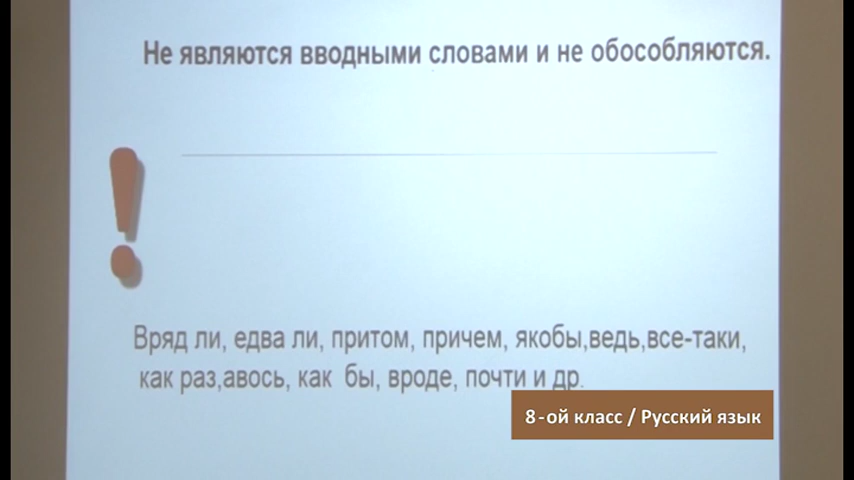 Не являются вводными словами и не обособляются.
!
Вряд ли, едва ли, притом, причем, якобы,ведь,все-таки,
как раз,авось, как бы, вроде, почти и др.
8-ой класс / Русский язык